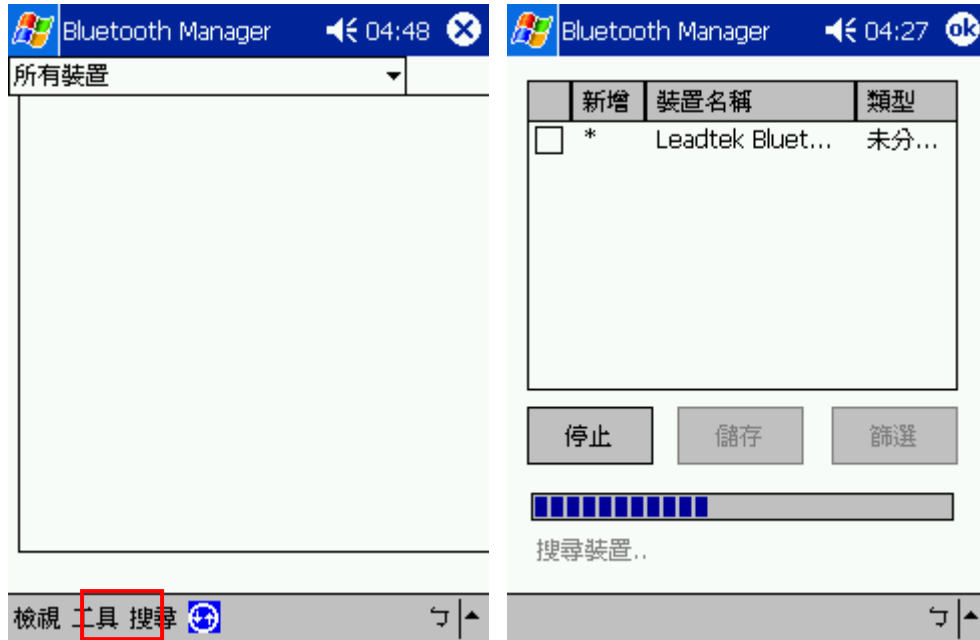 Bluetooth Manager 04:48
所有裝置
檢視 工具 搜尋 ㄅ
Bluetooth Manager 04:27 ok
新增 裝置名稱 類型
* Leadtek Bluet... 未分...
停止 儲存 篩選
搜尋裝置..
ㄅ